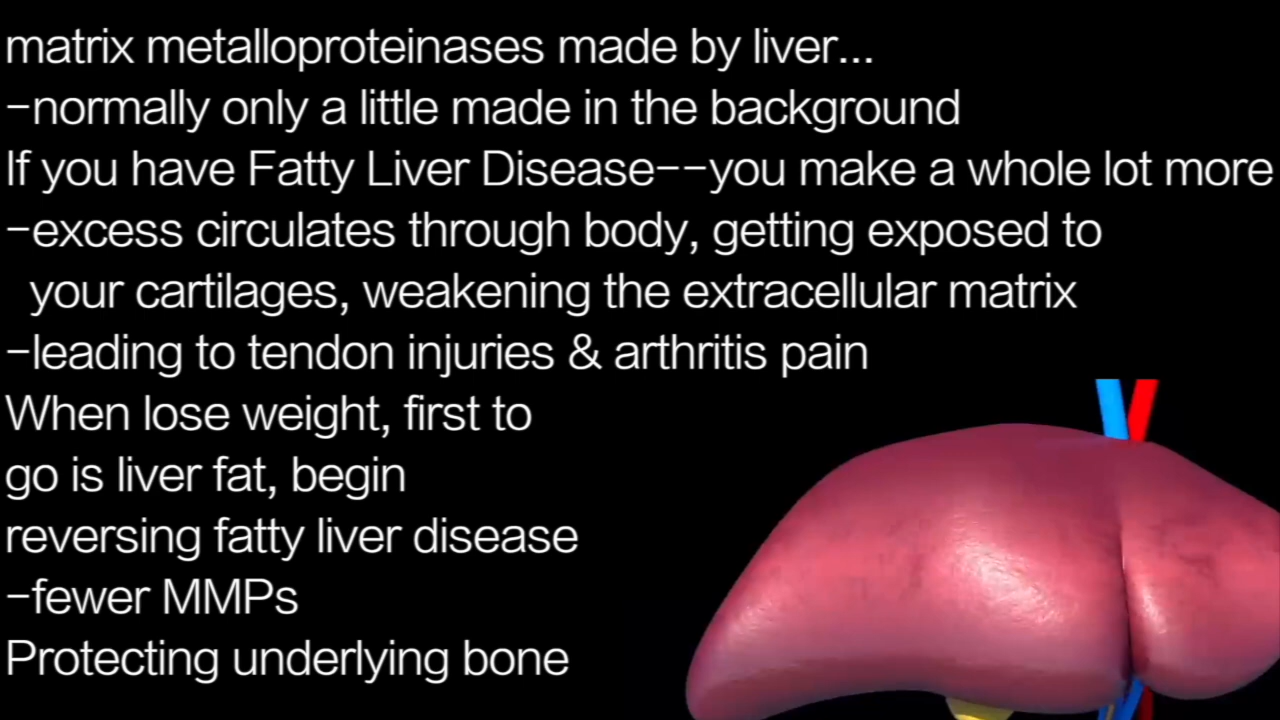 matrix metalloproteinases made by liver...
-normally only a little made in the background
If you have Fatty Liver Disease--you make a whole lot more
-excess circulates through body, getting exposed to
your cartilages, weakening the extracellular matrix
-leading to tendon injuries & arthritis pain
When lose weight, first to
go is liver fat, begin
reversing fatty liver disease
-fewer MMPs
Protecting underlying bone